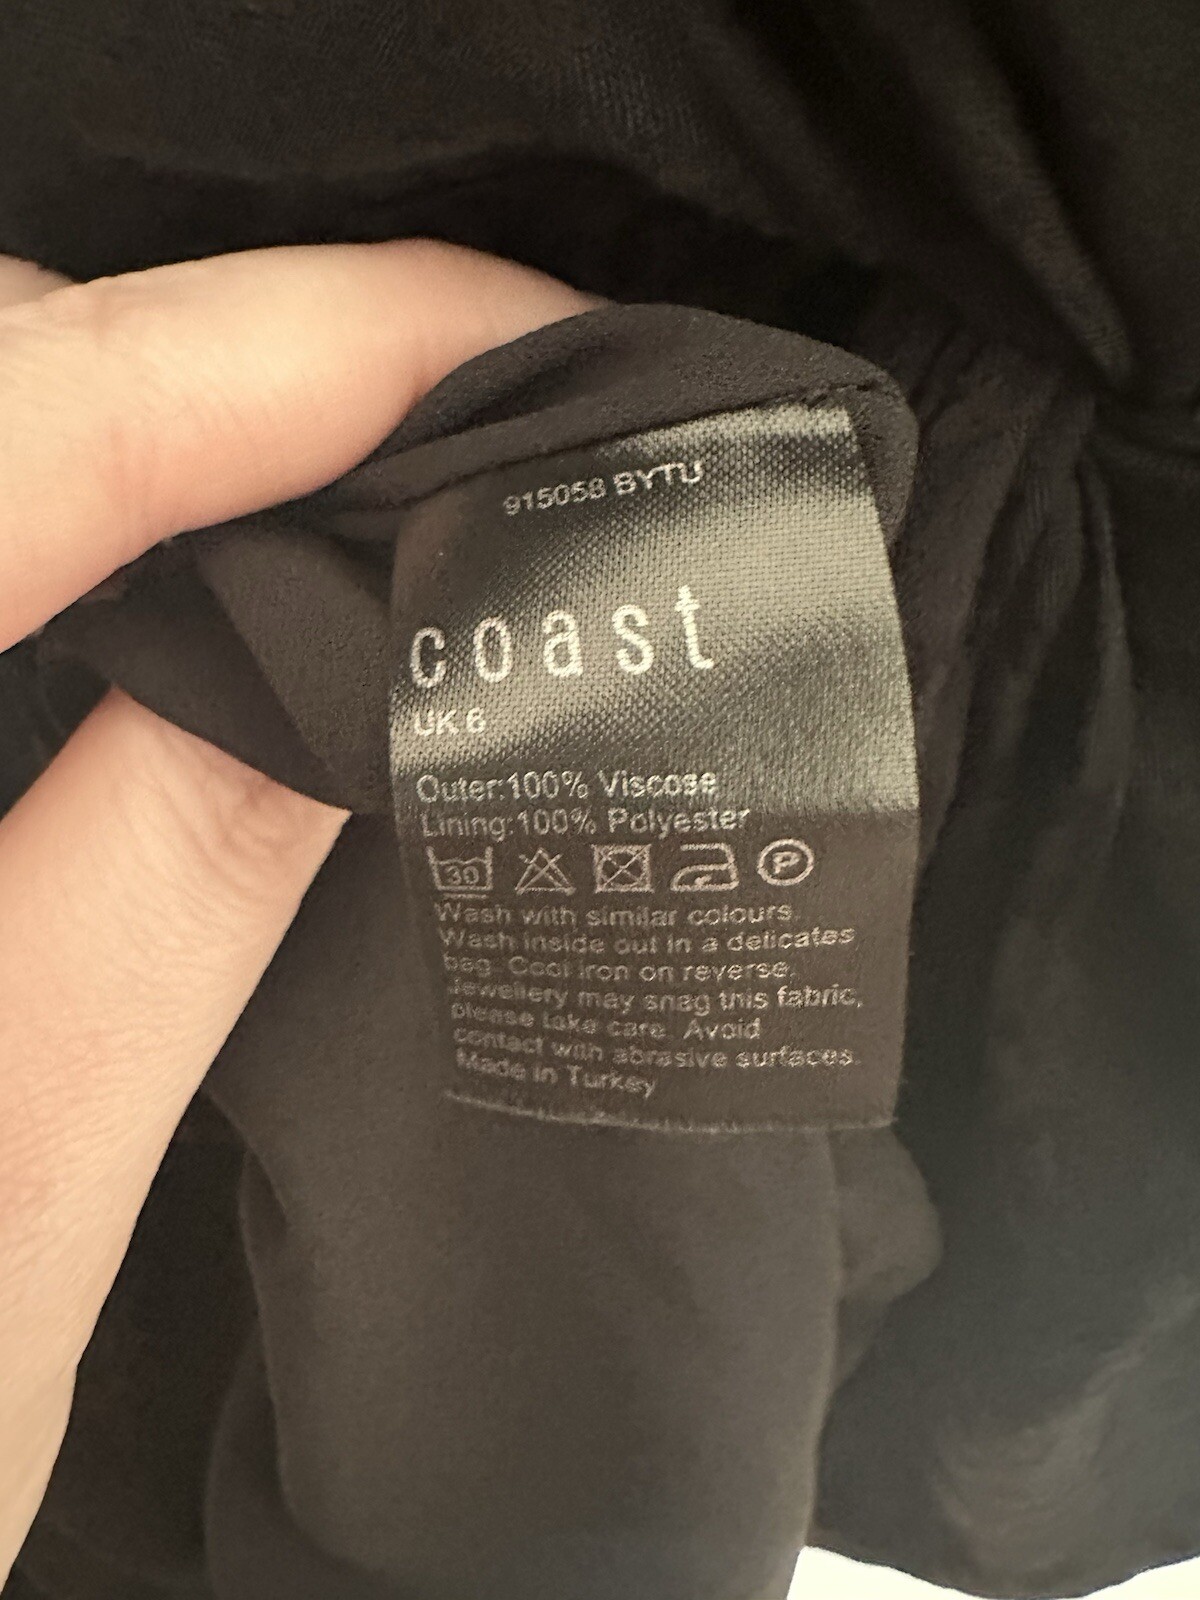 915058 BYTU
coast
UK 6
Outer:100% Viscose
Lining:100% Polyester
30 P
Wash with similar colours.
Wash inside out in a delicates
bag. Cool iron on reverse.
Jewellery may snag this fabric,
please take care. Avoid
contact with abrasive surfaces.
Made in Turkey